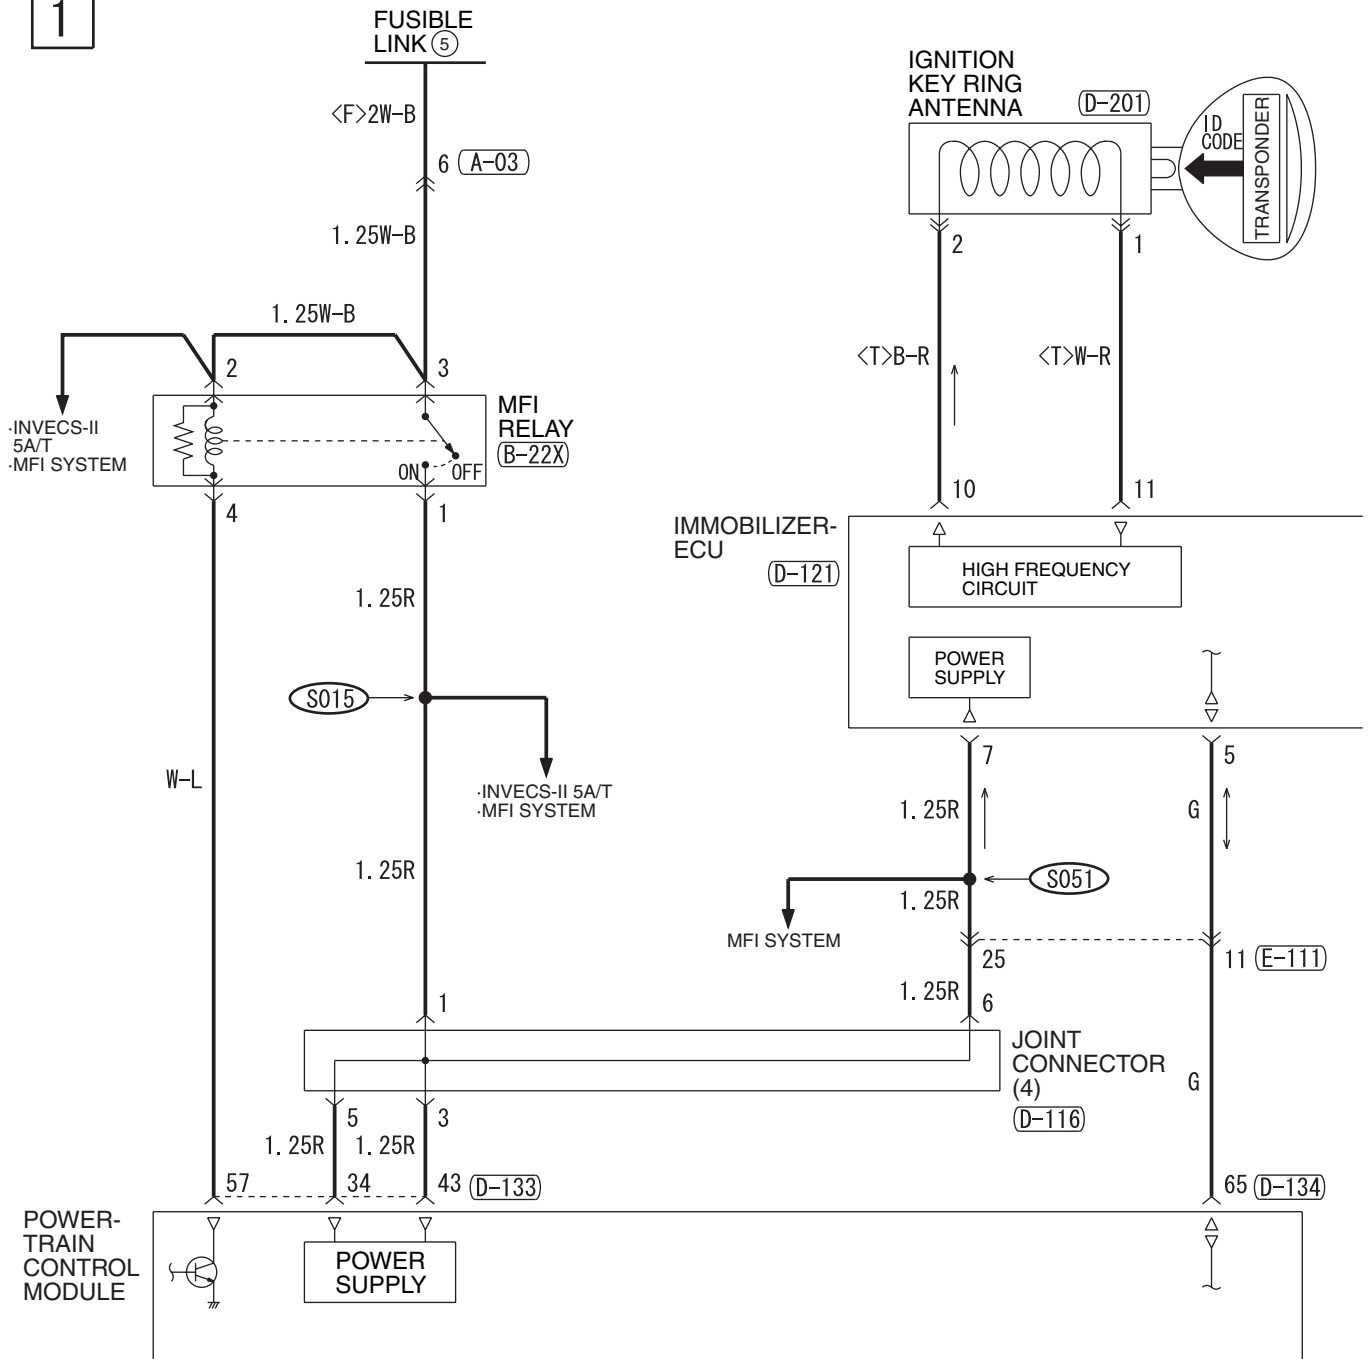 1
FUSIBLE
LINK ⑤
<F>2W-B
6 A-03
1.25W-B
1.25W-B
2
3
·INVECS-II
5A/T
·MFI SYSTEM
MFI
RELAY
B-22X
ON
OFF
4
1
1.25R
S015
W-L
·INVECS-II 5A/T
·MFI SYSTEM
1.25R
IGNITION
KEY RING
ANTENNA
D-201
ID
CODE
TRANSPONDER
2
1
<T>B-R
<T>W-R
10
11
IMMOBILIZER-
ECU
D-121
HIGH FREQUENCY
CIRCUIT
POWER
SUPPLY
7
5
1.25R
G
S051
1.25R
MFI SYSTEM
25
11 E-111
1.25R
1
6
JOINT
CONNECTOR
(4)
D-116
G
5
3
1.25R
1.25R
57
34
43 D-133
65 D-134
POWER-
TRAIN
CONTROL
MODULE
POWER
SUPPLY